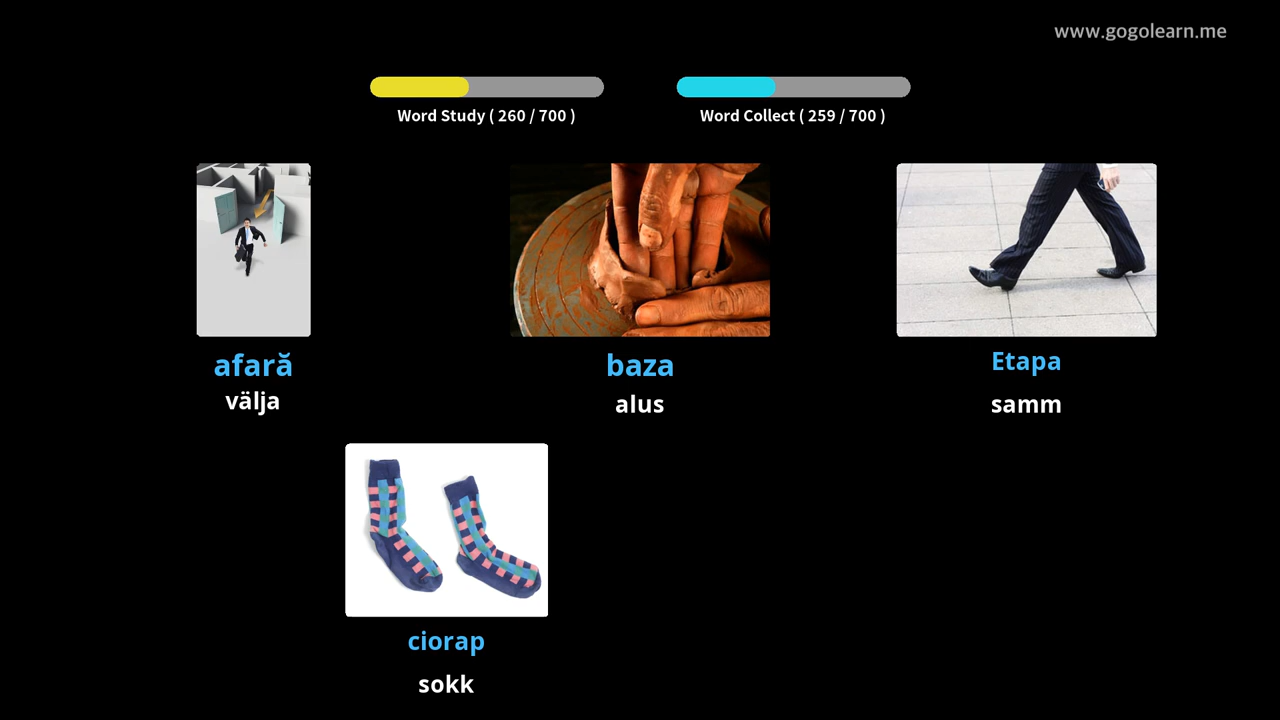 www.gogolearn.me
Word Study ( 260 / 700 )
Word Collect ( 259 / 700 )
afară
baza
Etapa
välja
alus
samm
ciorap
sokk